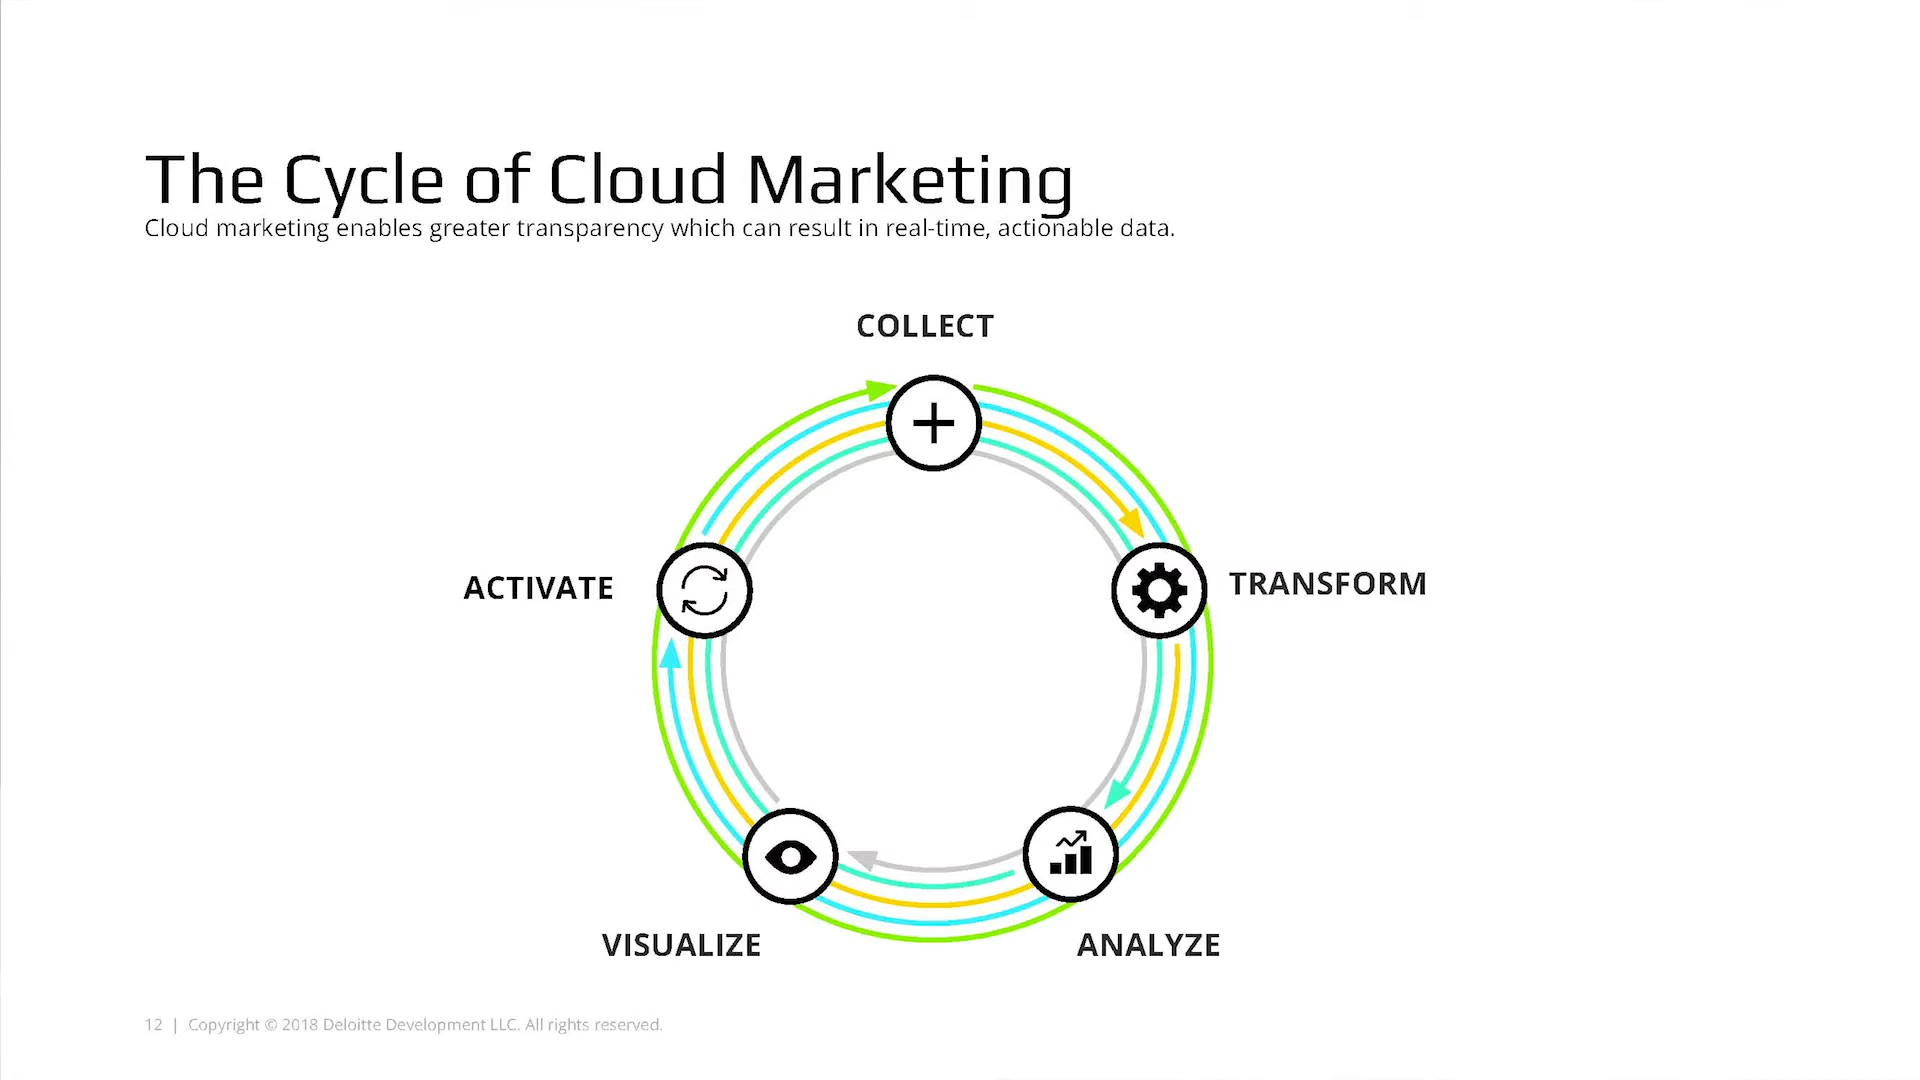 The Cycle of Cloud Marketing
Cloud marketing enables greater transparency which can result in real-time, actionable data.
COLLECT
ACTIVATE
TRANSFORM
VISUALIZE
ANALYZE
12 | Copyright © 2018 Deloitte Development LLC. All rights reserved.